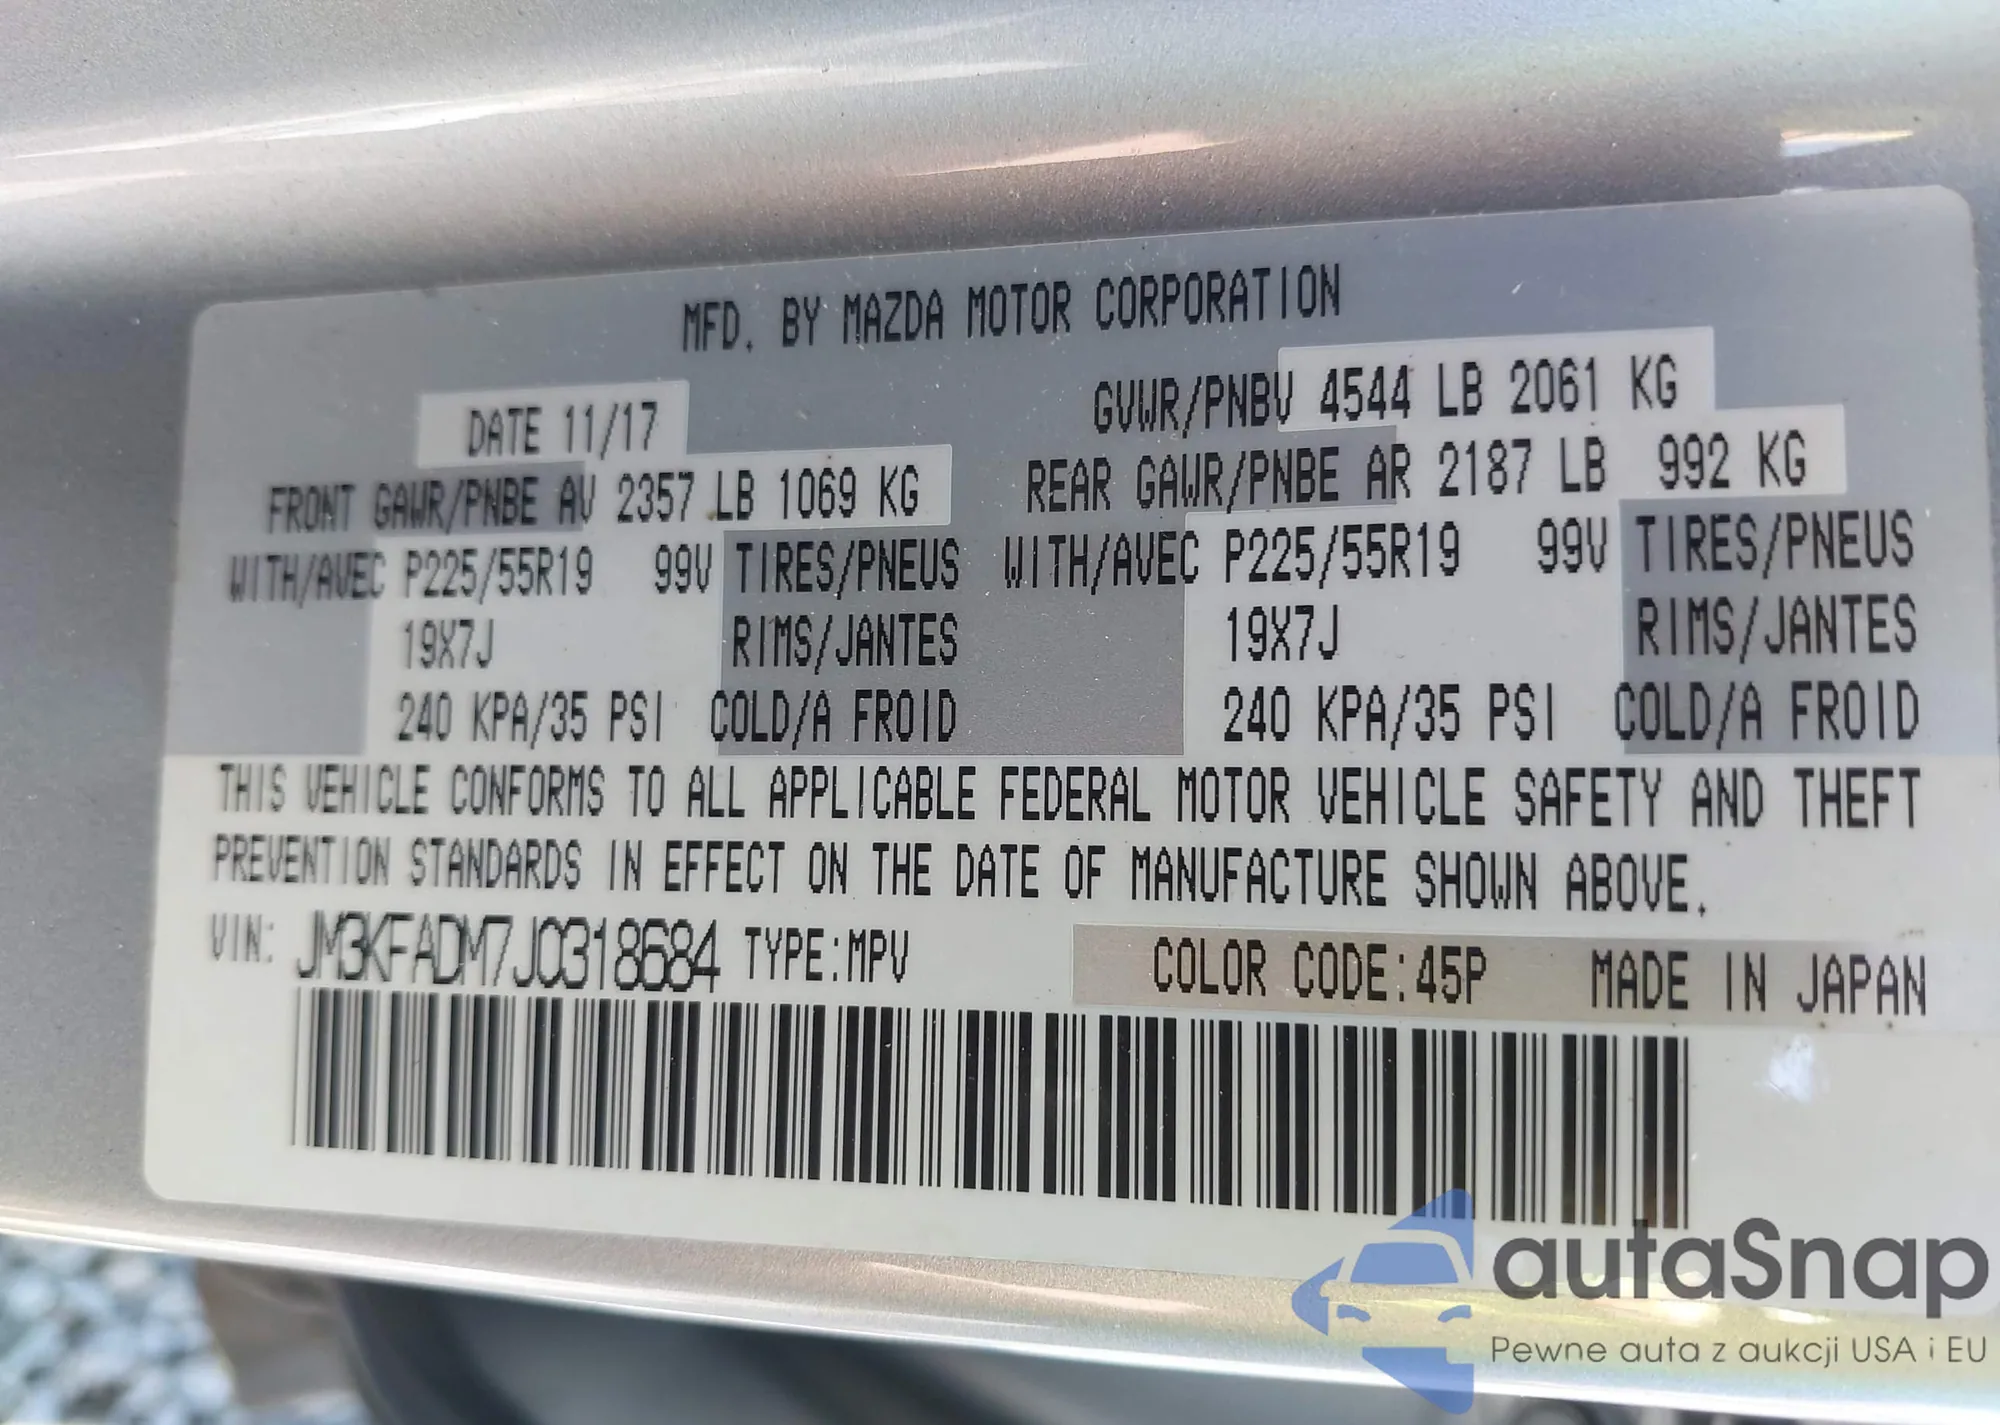 MFD. BY MAZDA MOTOR CORPORATION
DATE 11/17 GVWR/PNBV 4544 LB 2061 KG
FRONT GAWR/PNBE AV 2357 LB 1069 KG REAR GAWR/PNBE AR 2187 LB 992 KG
WITH/AVEC P225/55R19 99V TIRES/PNEUS WITH/AVEC P225/55R19 99V TIRES/PNEUS
19X7J RIMS/JANTES 19X7J RIMS/JANTES
240 KPA/35 PSI COLD/A FROID 240 KPA/35 PSI COLD/A FROID
THIS VEHICLE CONFORMS TO ALL APPLICABLE FEDERAL MOTOR VEHICLE SAFETY AND THEFT
PREVENTION STANDARDS IN EFFECT ON THE DATE OF MANUFACTURE SHOWN ABOVE.
VIN: JM3KFADM7J0318684 TYPE:MPV COLOR CODE:45P MADE IN JAPAN
autaSnap
Pewne auta z aukcji USA i EU